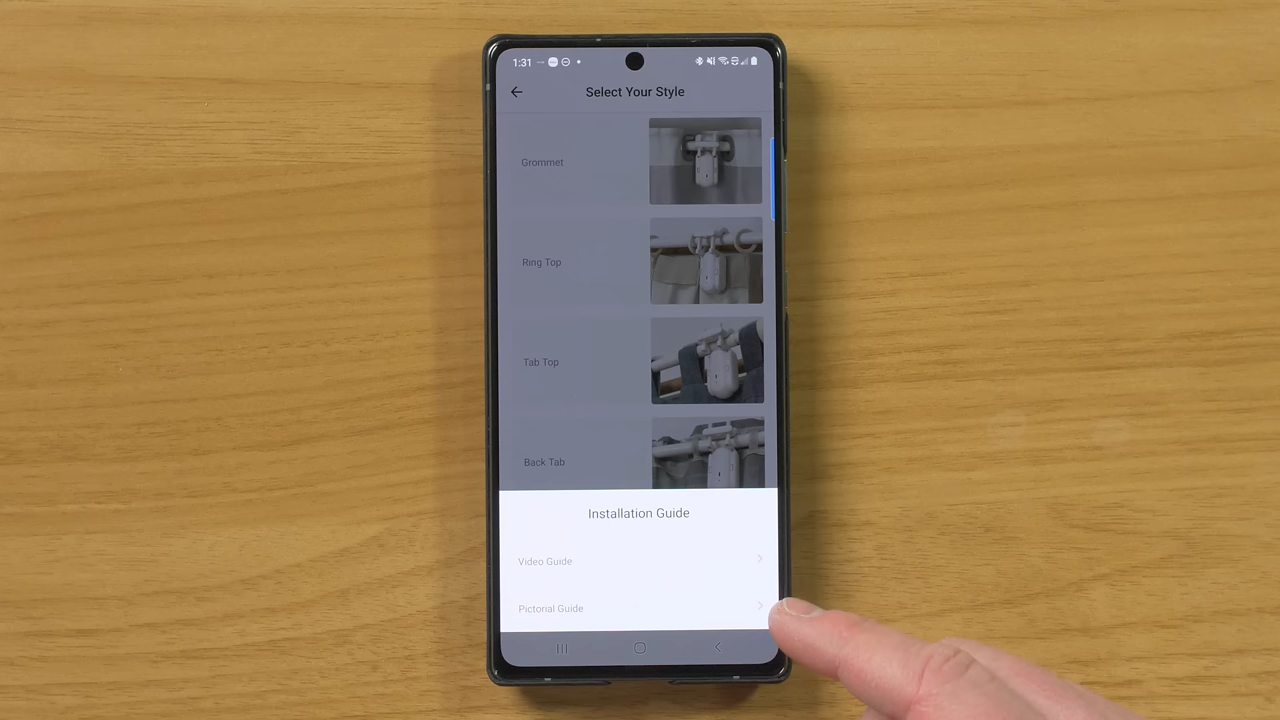 1:31
Select Your Style
Grommet
Ring Top
Tab Top
Back Tab
Installation Guide
Video Guide
Pictorial Guide